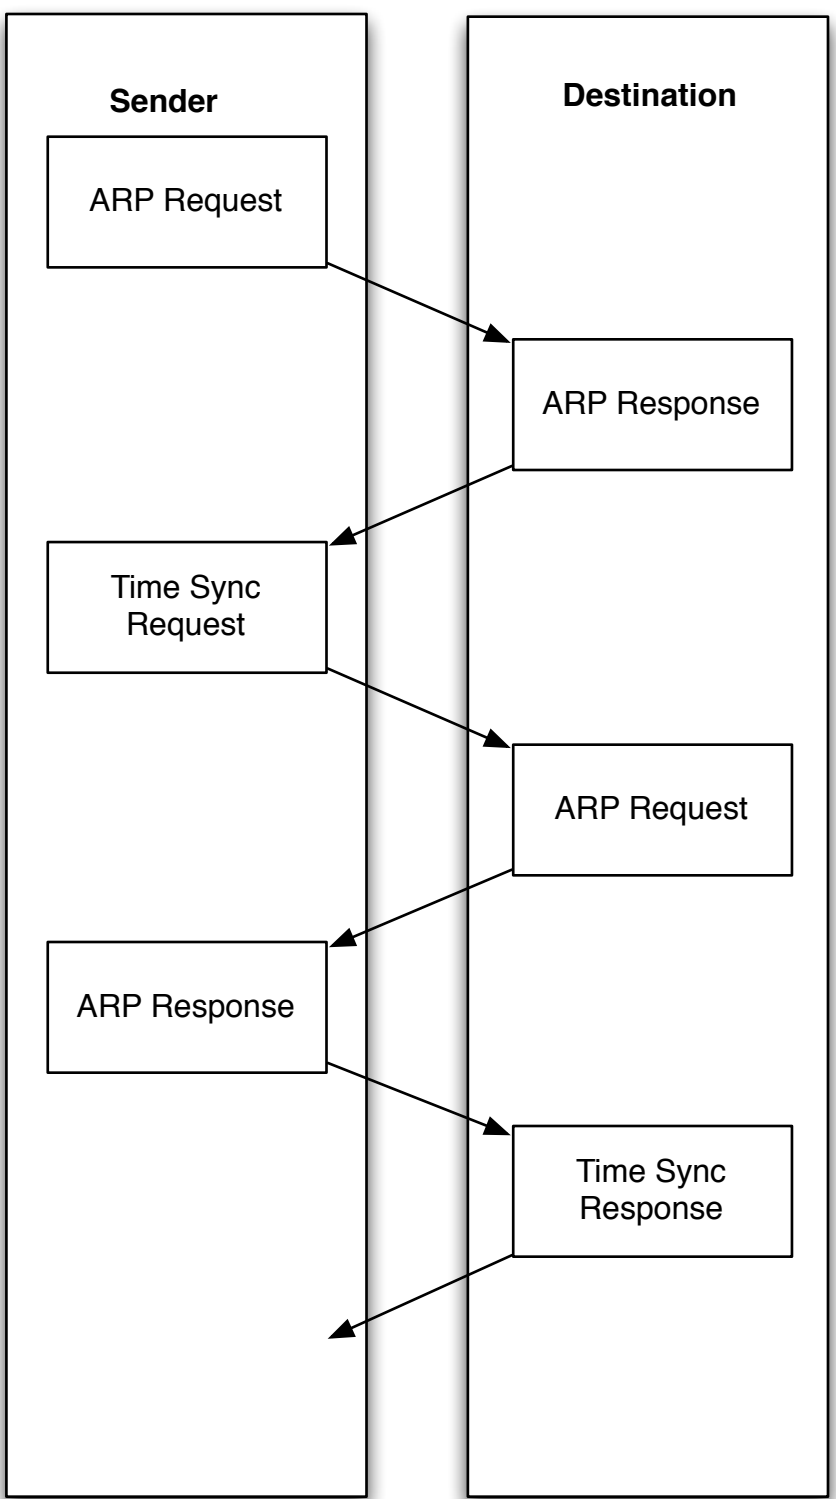 Sender
Destination
ARP Request
ARP Response
Time Sync
Request
ARP Request
ARP Response
Time Sync
Response